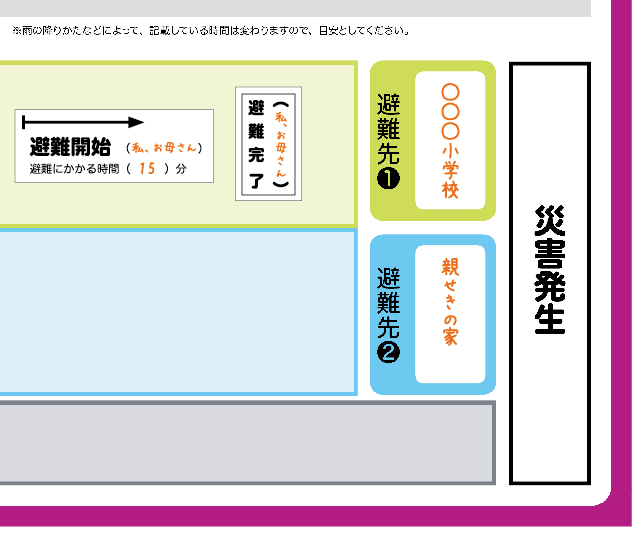 ※雨の降りかたなどによって、記載している時間は変わりますので、目安としてください。
避難開始 (私、お母さん)
避難にかかる時間 ( 15 ) 分
避難完了
(私、お母さん)
避難先❶
〇〇〇小学校
避難先❷
親せきの家
災害発生